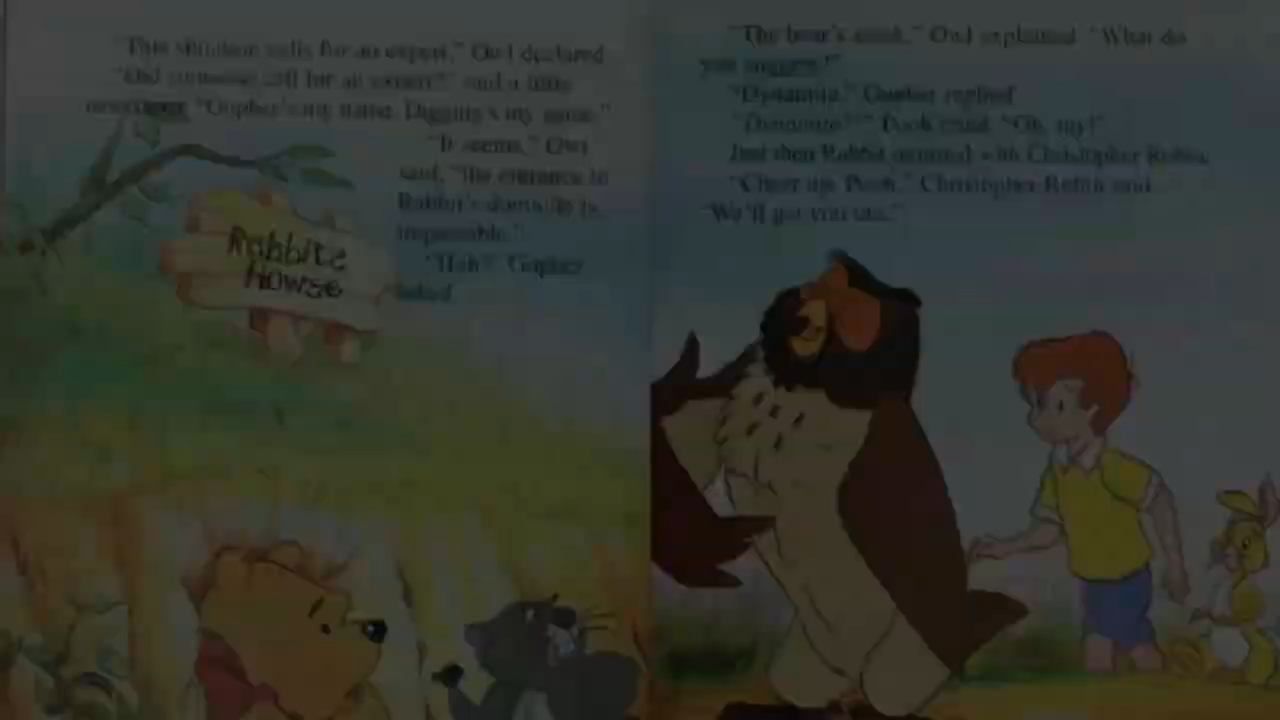 "This situation calls for an expert," Owl declared.
"Did someone call for an expert?" said a little
newcomer. "Gopher's my name. Digging's my game."
"It seems," Owl
said, "the entrance to
Rabbit's domicile is
impassable."
"Huh?" Gopher
asked.
Rabbits
Howse
"The bear's stuck," Owl explained. "What do
you suggest?"
"Dynamite," Gopher replied.
"Dynamite?!" Pooh cried. "Oh, my!"
Just then Rabbit returned with Christopher Robin.
"Cheer up, Pooh," Christopher Robin said.
"We'll get you out."